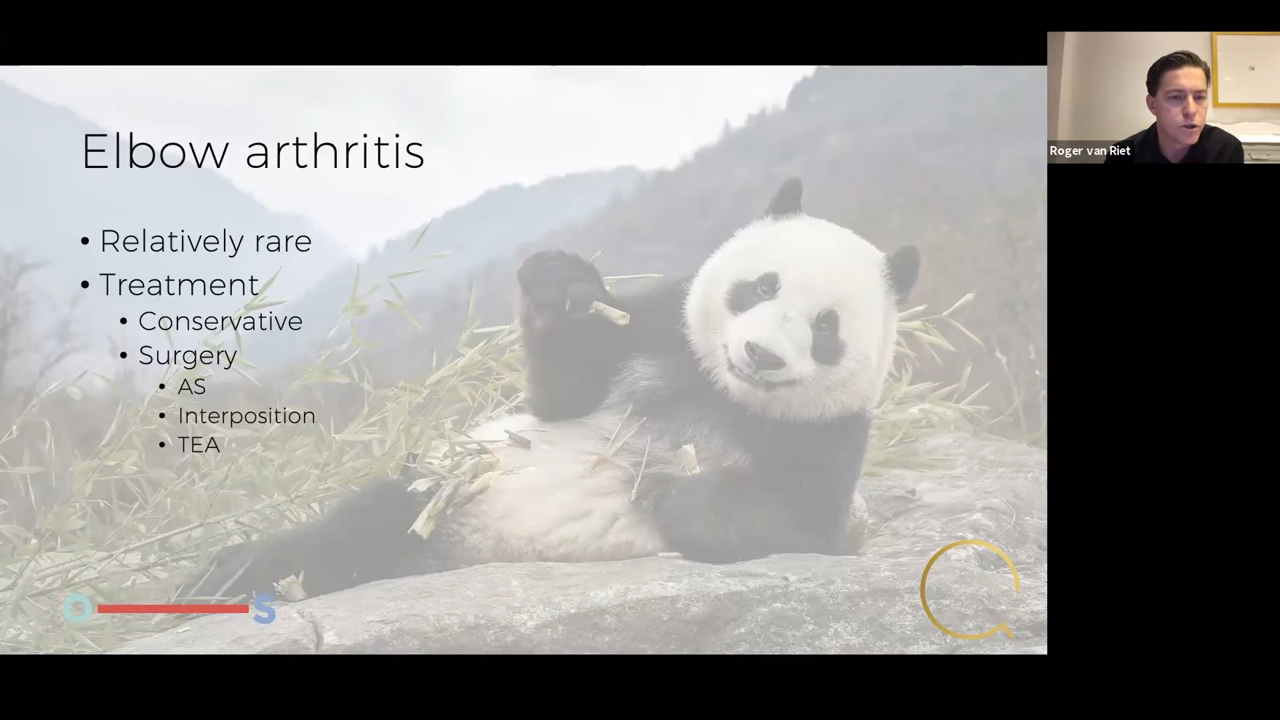 Elbow arthritis
• Relatively rare
• Treatment
• Conservative
• Surgery
• AS
• Interposition
• TEA
O S
Roger van Riet